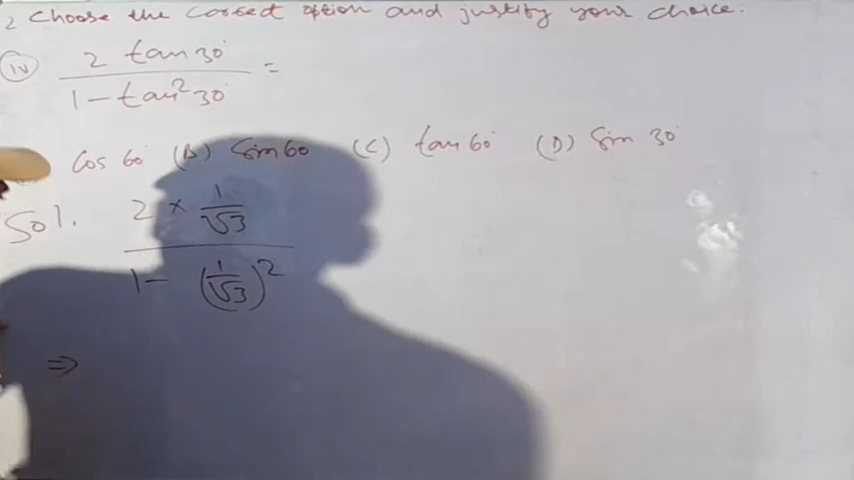 2 Choose the correct option and justify your choice:
(iv) 2 tan 30° / 1 - tan² 30° =
Cos 60° (B) Sin 60 (C) tan 60° (D) Sin 30°
Sol. 2 × 1/√3 / 1 - (1/√3)²
⇒